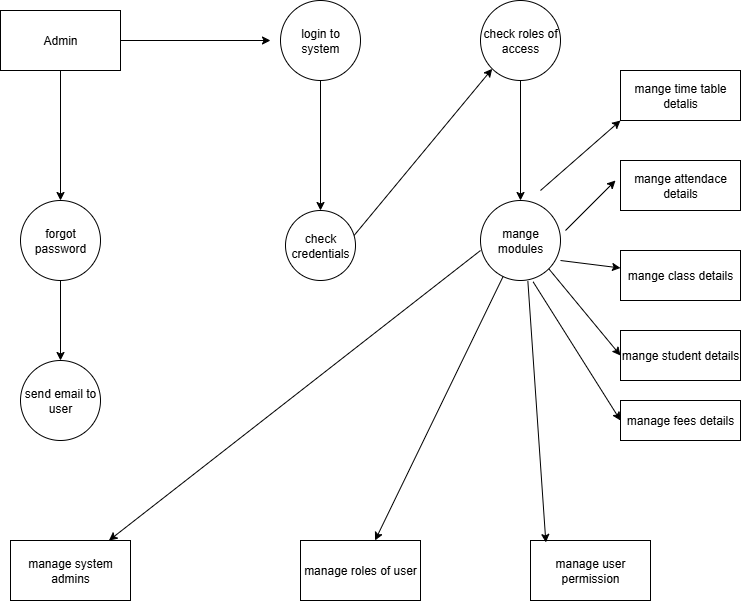 Admin
login to
system
check roles of
access
mange time table
detalis
mange attendace
details
forgot
password
check
credentials
mange
modules
mange class details
mange student details
send email to
user
manage fees details
manage system
admins
manage roles of user
manage user
permission